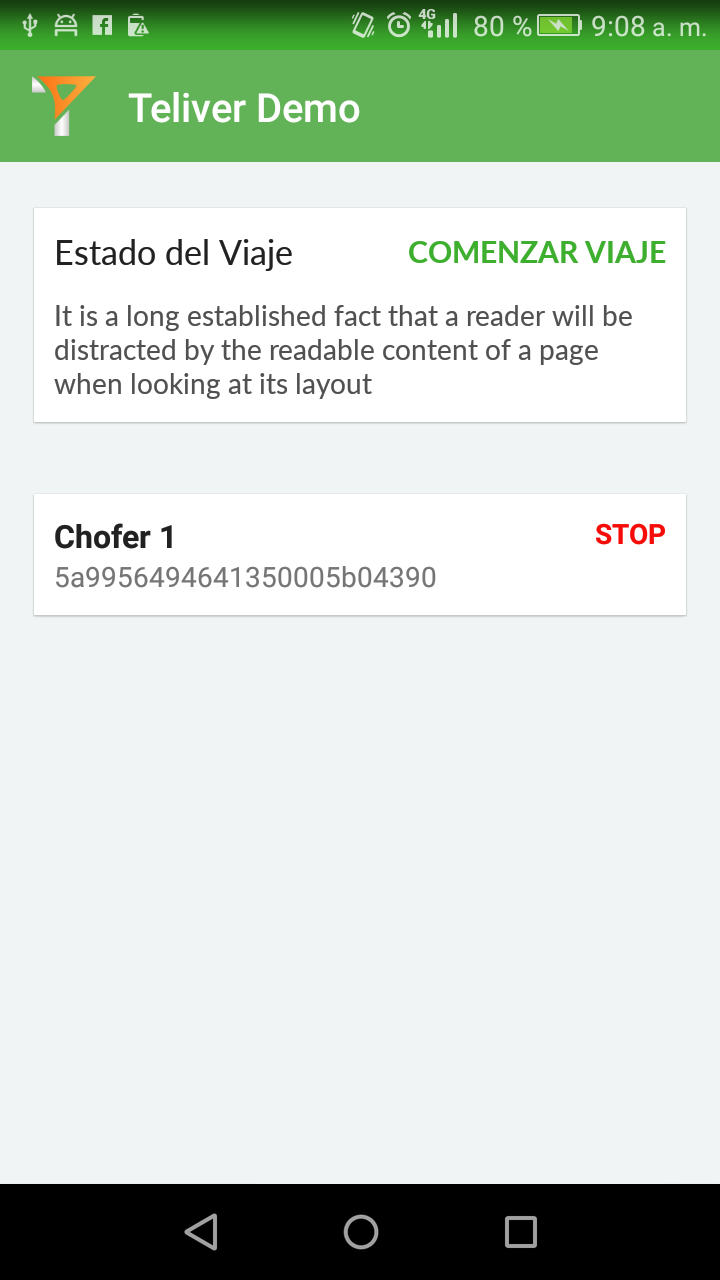 4G 80 % 9:08 a. m.
Teliver Demo
Estado del Viaje COMENZAR VIAJE
It is a long established fact that a reader will be
distracted by the readable content of a page
when looking at its layout
Chofer 1 STOP
5a9956494641350005b04390